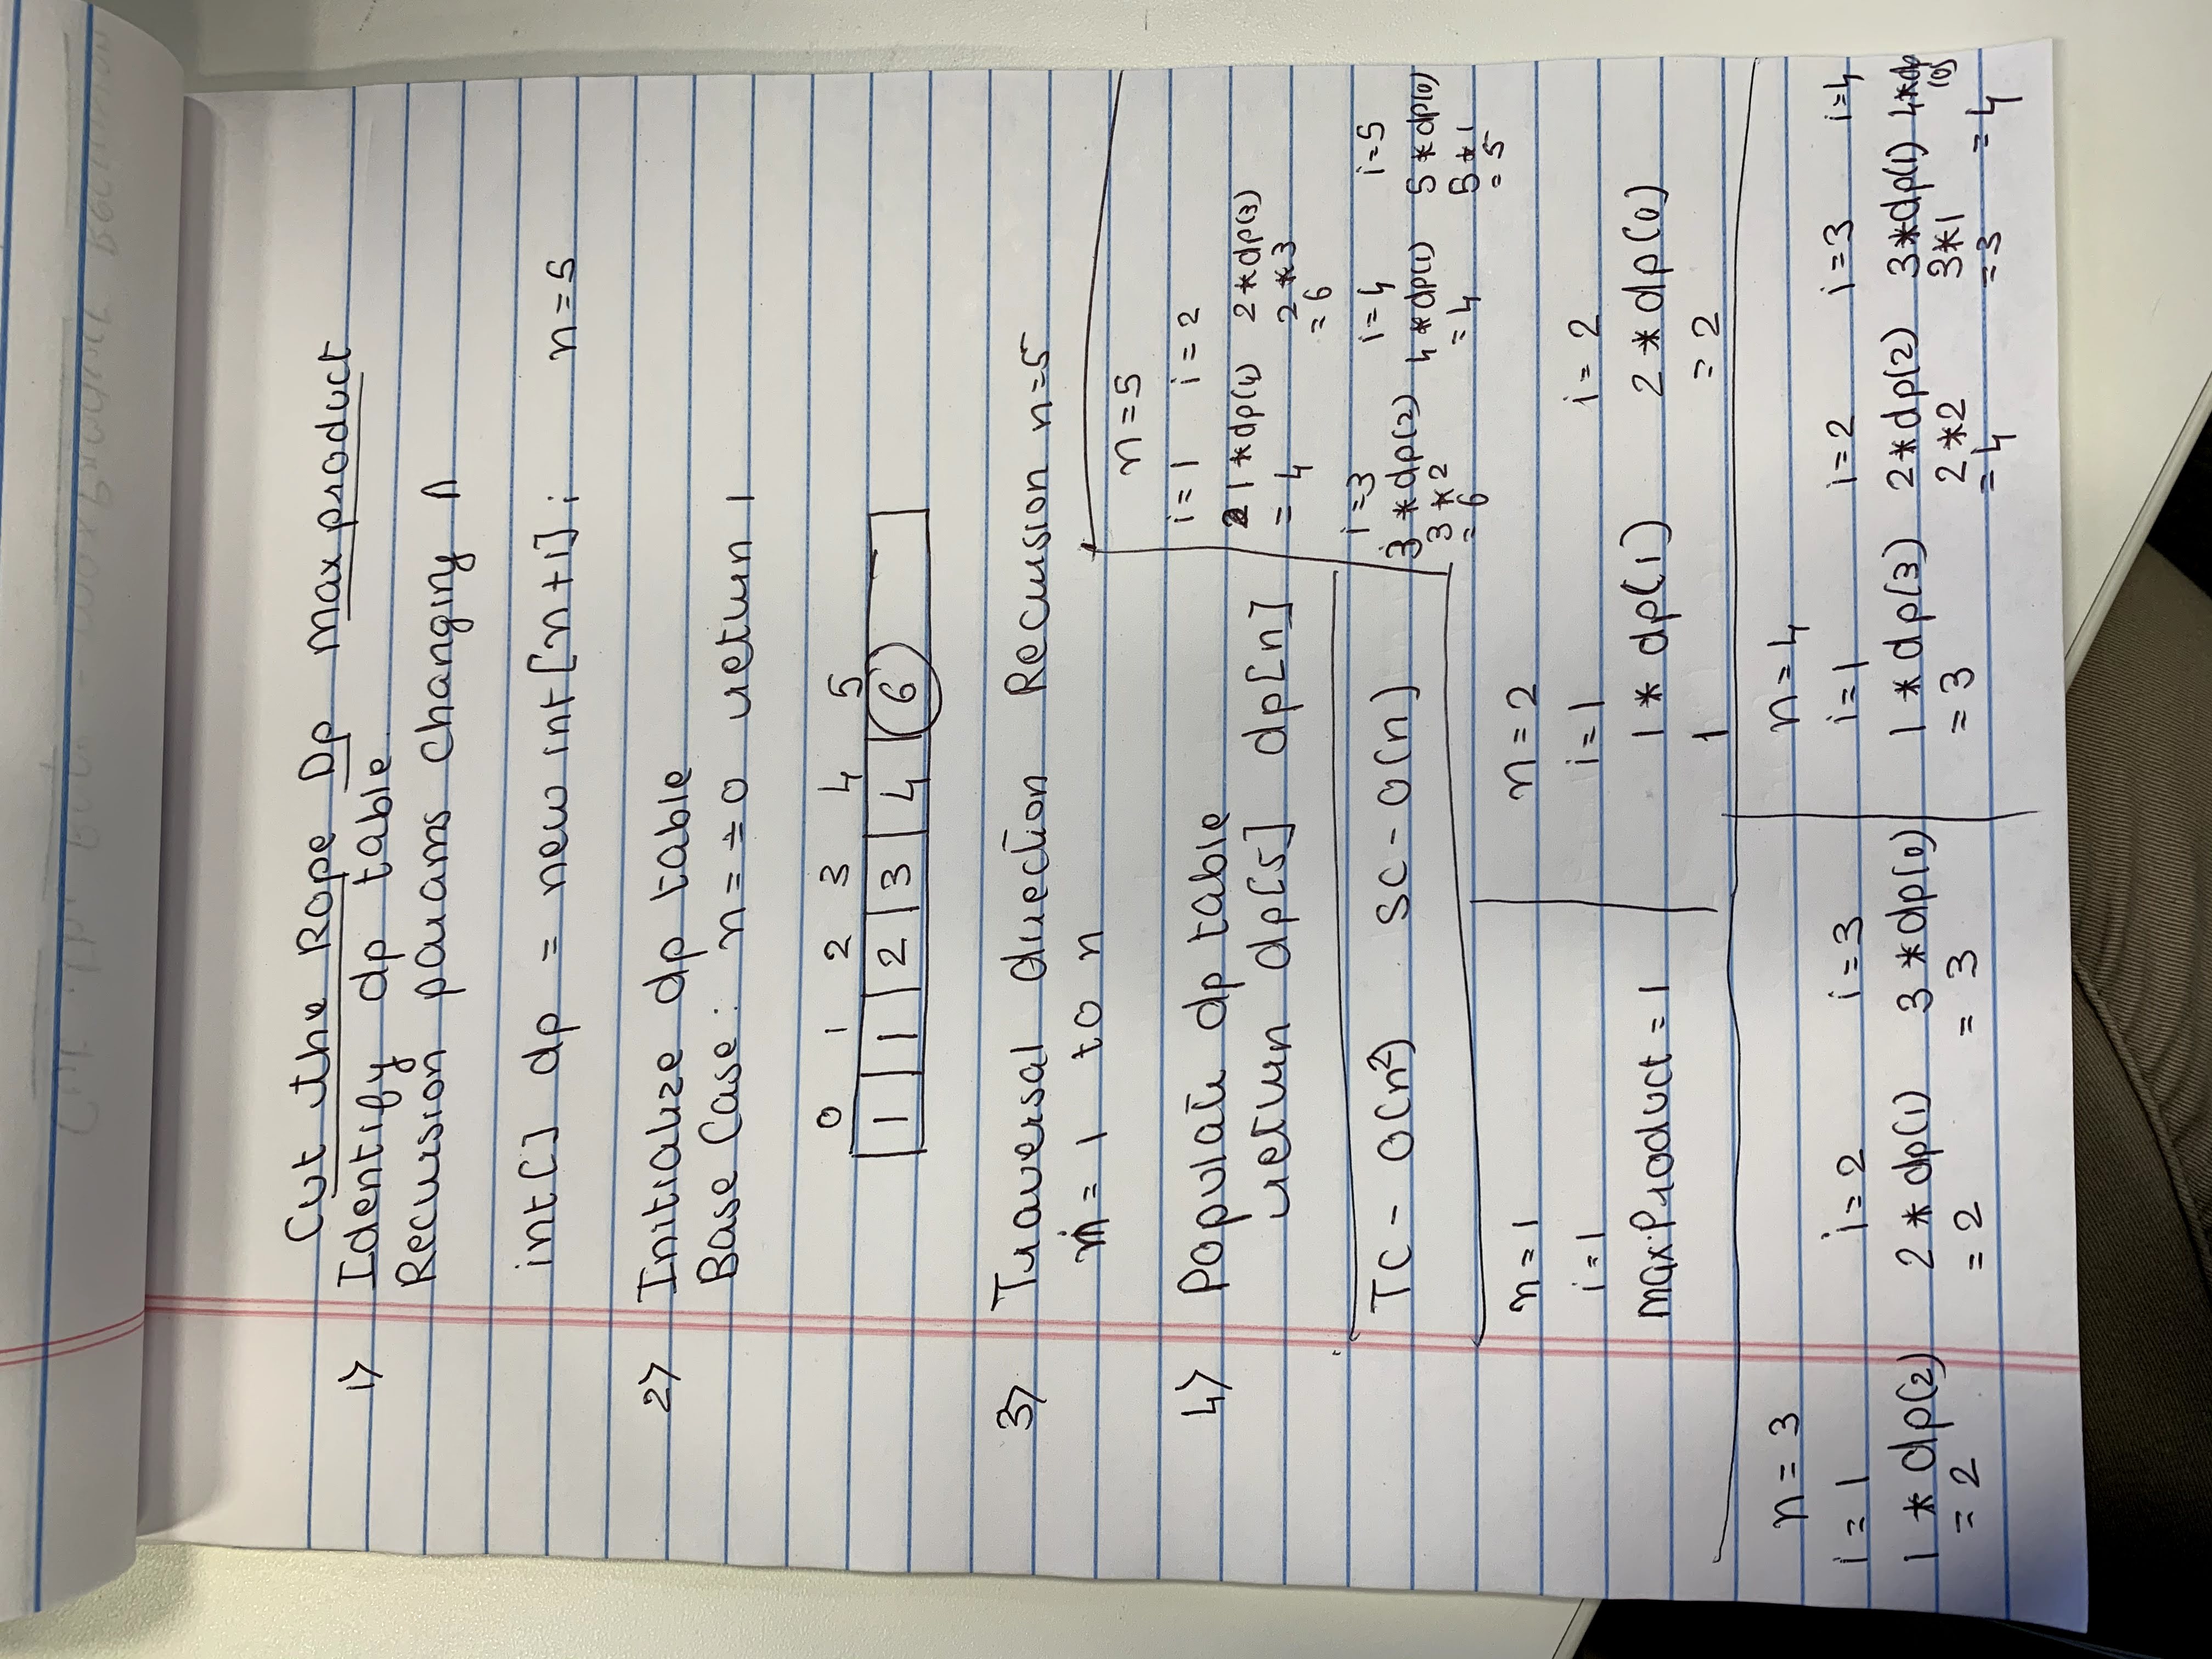 Cut the Rope Dp max product
1) Identify dp table.
Recursion params changing n
int[] dp = new int[n+1]; n=5
2) Initialize dp table
Base Case: n==0 return 1
0 1 2 3 4 5
1 1 2 3 4 6
3) Traversal direction Recursion n=5
n = 1 to n
4) Populate dp table
return dp[5] dp[n]
TC - O(n²) SC - O(n)
n=5
i=1 i=2
1*dp(4) 2*dp(3)
= 4 2*3
= 6
i=3 i=4 i=5
3*dp(2) 4*dp(1) 5*dp(0)
3*2 = 4 5*1
= 6 = 5
n=1
i=1
max Product = 1
n=2
i=1 i=2
1 * dp(1) 2*dp(0)
1 = 2
n=3
i=1 i=2 i=3
1 * dp(2) 2*dp(1) 3*dp(0)
= 2 = 2 = 3
n=4
i=1 i=2 i=3 i=4
1*dp(3) 2*dp(2) 3*dp(1) 4*dp
(0)
= 3 2*2 3*1
= 4 = 3 = 4